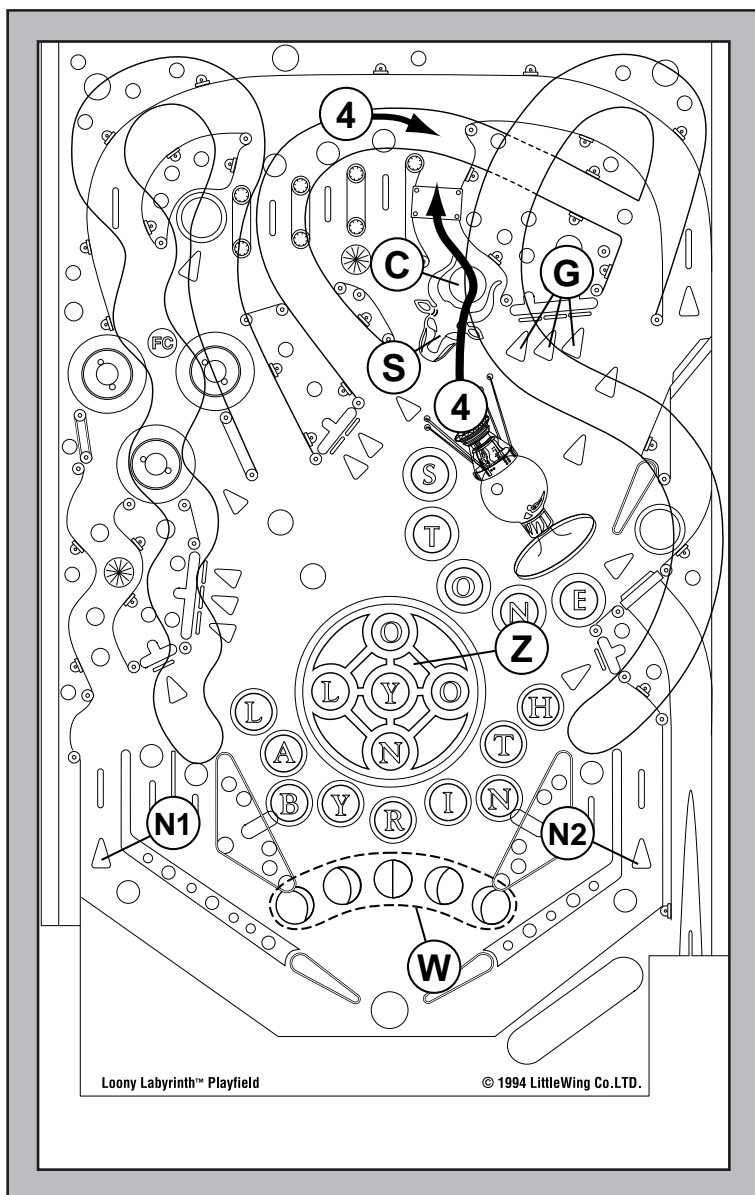 4
C
G
FC
S
4
S
T
O
N
E
Z
O
L
Y
O
N
L
A
B
Y
R
I
N
T
H
N1
N2
W
Loony Labyrinth™ Playfield
© 1994 LittleWing Co.LTD.